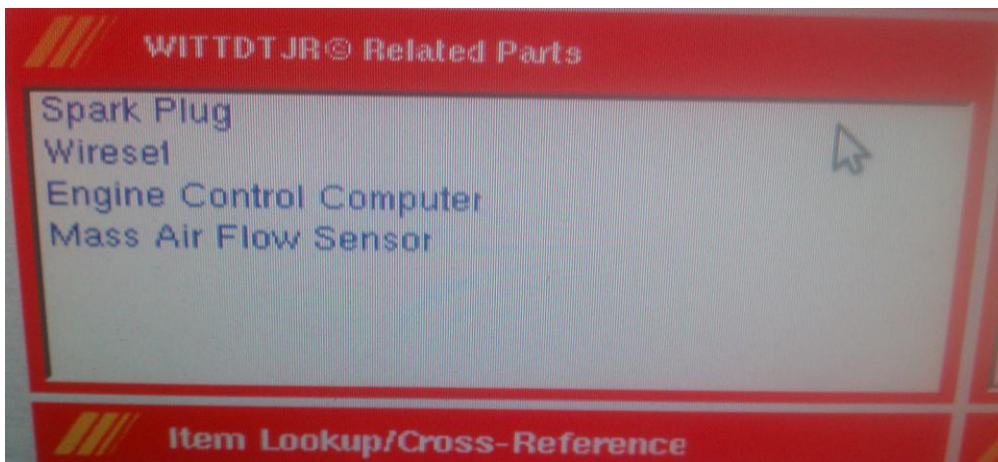 WITTDTJR© Related Parts
Spark Plug
Wireset
Engine Control Computer
Mass Air Flow Sensor
Item Lookup/Cross-Reference